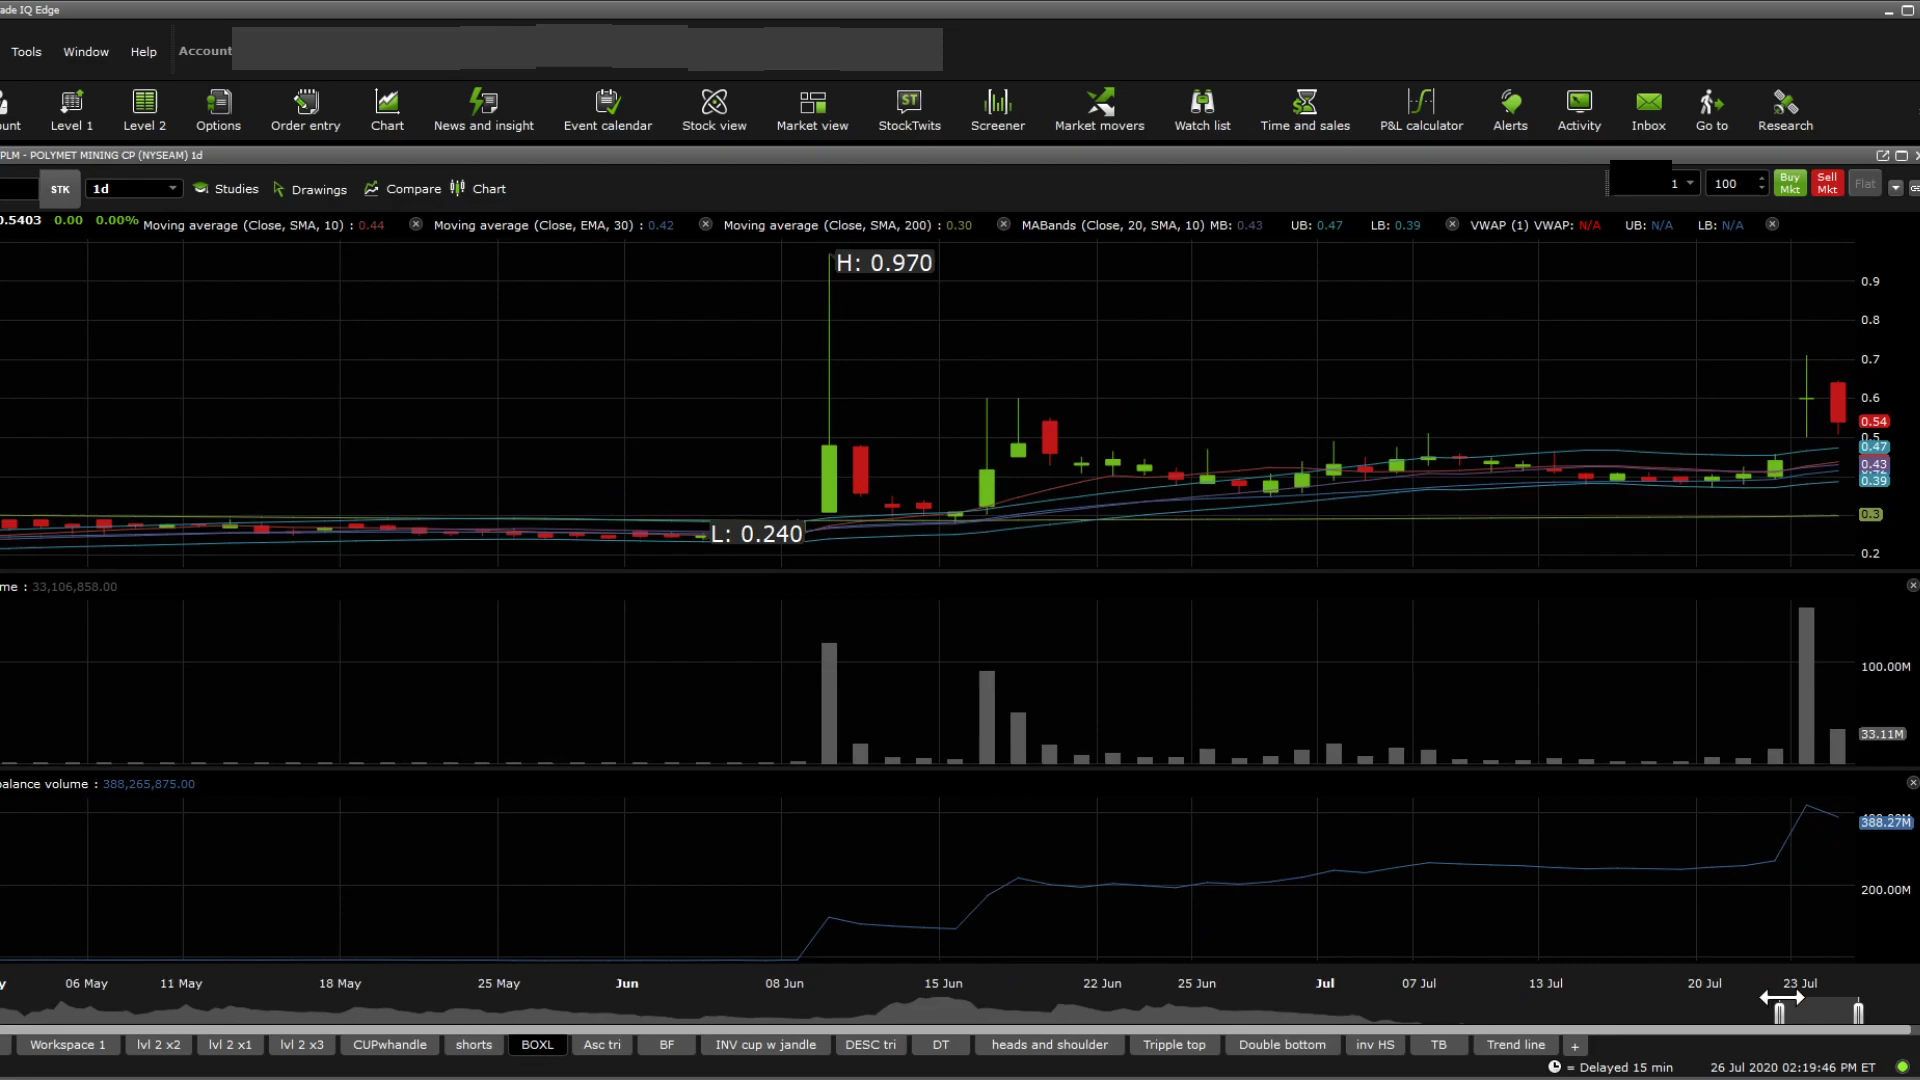 ade IQ Edge
Tools Window Help Account
unt Level 1 Level 2 Options Order entry Chart News and insight Event calendar Stock view Market view StockTwits Screener Market movers Watch list Time and sales P&L calculator Alerts Activity Inbox Go to Research
ST
PLM - POLYMET MINING CP (NYSEAM) 1d
STK 1d Studies Drawings Compare Chart 1 100 Buy Mkt Sell Mkt Flat
0.5403 0.00 0.00% Moving average (Close, SMA, 10) : 0.44 Moving average (Close, EMA, 30) : 0.42 Moving average (Close, SMA, 200) : 0.30 MABands (Close, 20, SMA, 10) MB: 0.43 UB: 0.47 LB: 0.39 VWAP (1) VWAP: N/A UB: N/A LB: N/A
H: 0.970
0.9
0.8
0.7
0.6
0.54
0.5
0.47
0.43
0.39
0.3
L: 0.240
0.2
me : 33,106,858.00
100.00M
33.11M
balance volume : 388,265,875.00
388.27M
200.00M
y 06 May 11 May 18 May 25 May Jun 08 Jun 15 Jun 22 Jun 25 Jun Jul 07 Jul 13 Jul 20 Jul 23 Jul
Workspace 1 lvl 2 x2 lvl 2 x1 lvl 2 x3 CUPwhandle shorts BOXL Asc tri BF INV cup w jandle DESC tri DT heads and shoulder Tripple top Double bottom inv HS TB Trend line +
= Delayed 15 min 26 Jul 2020 02:19:46 PM ET